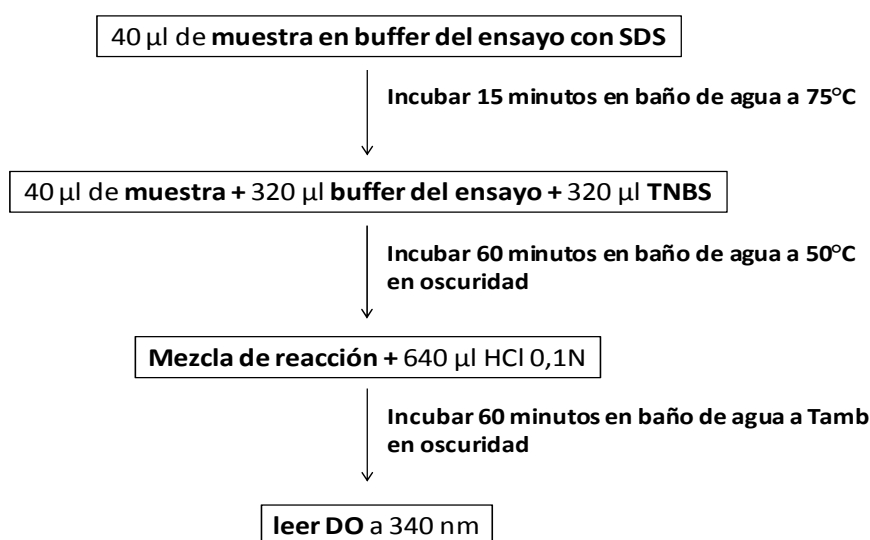 40 µl de muestra en buffer del ensayo con SDS
Incubar 15 minutos en baño de agua a 75°C
40 µl de muestra + 320 µl buffer del ensayo + 320 µl TNBS
Incubar 60 minutos en baño de agua a 50°C
en oscuridad
Mezcla de reacción + 640 µl HCl 0,1N
Incubar 60 minutos en baño de agua a Tamb
en oscuridad
leer DO a 340 nm